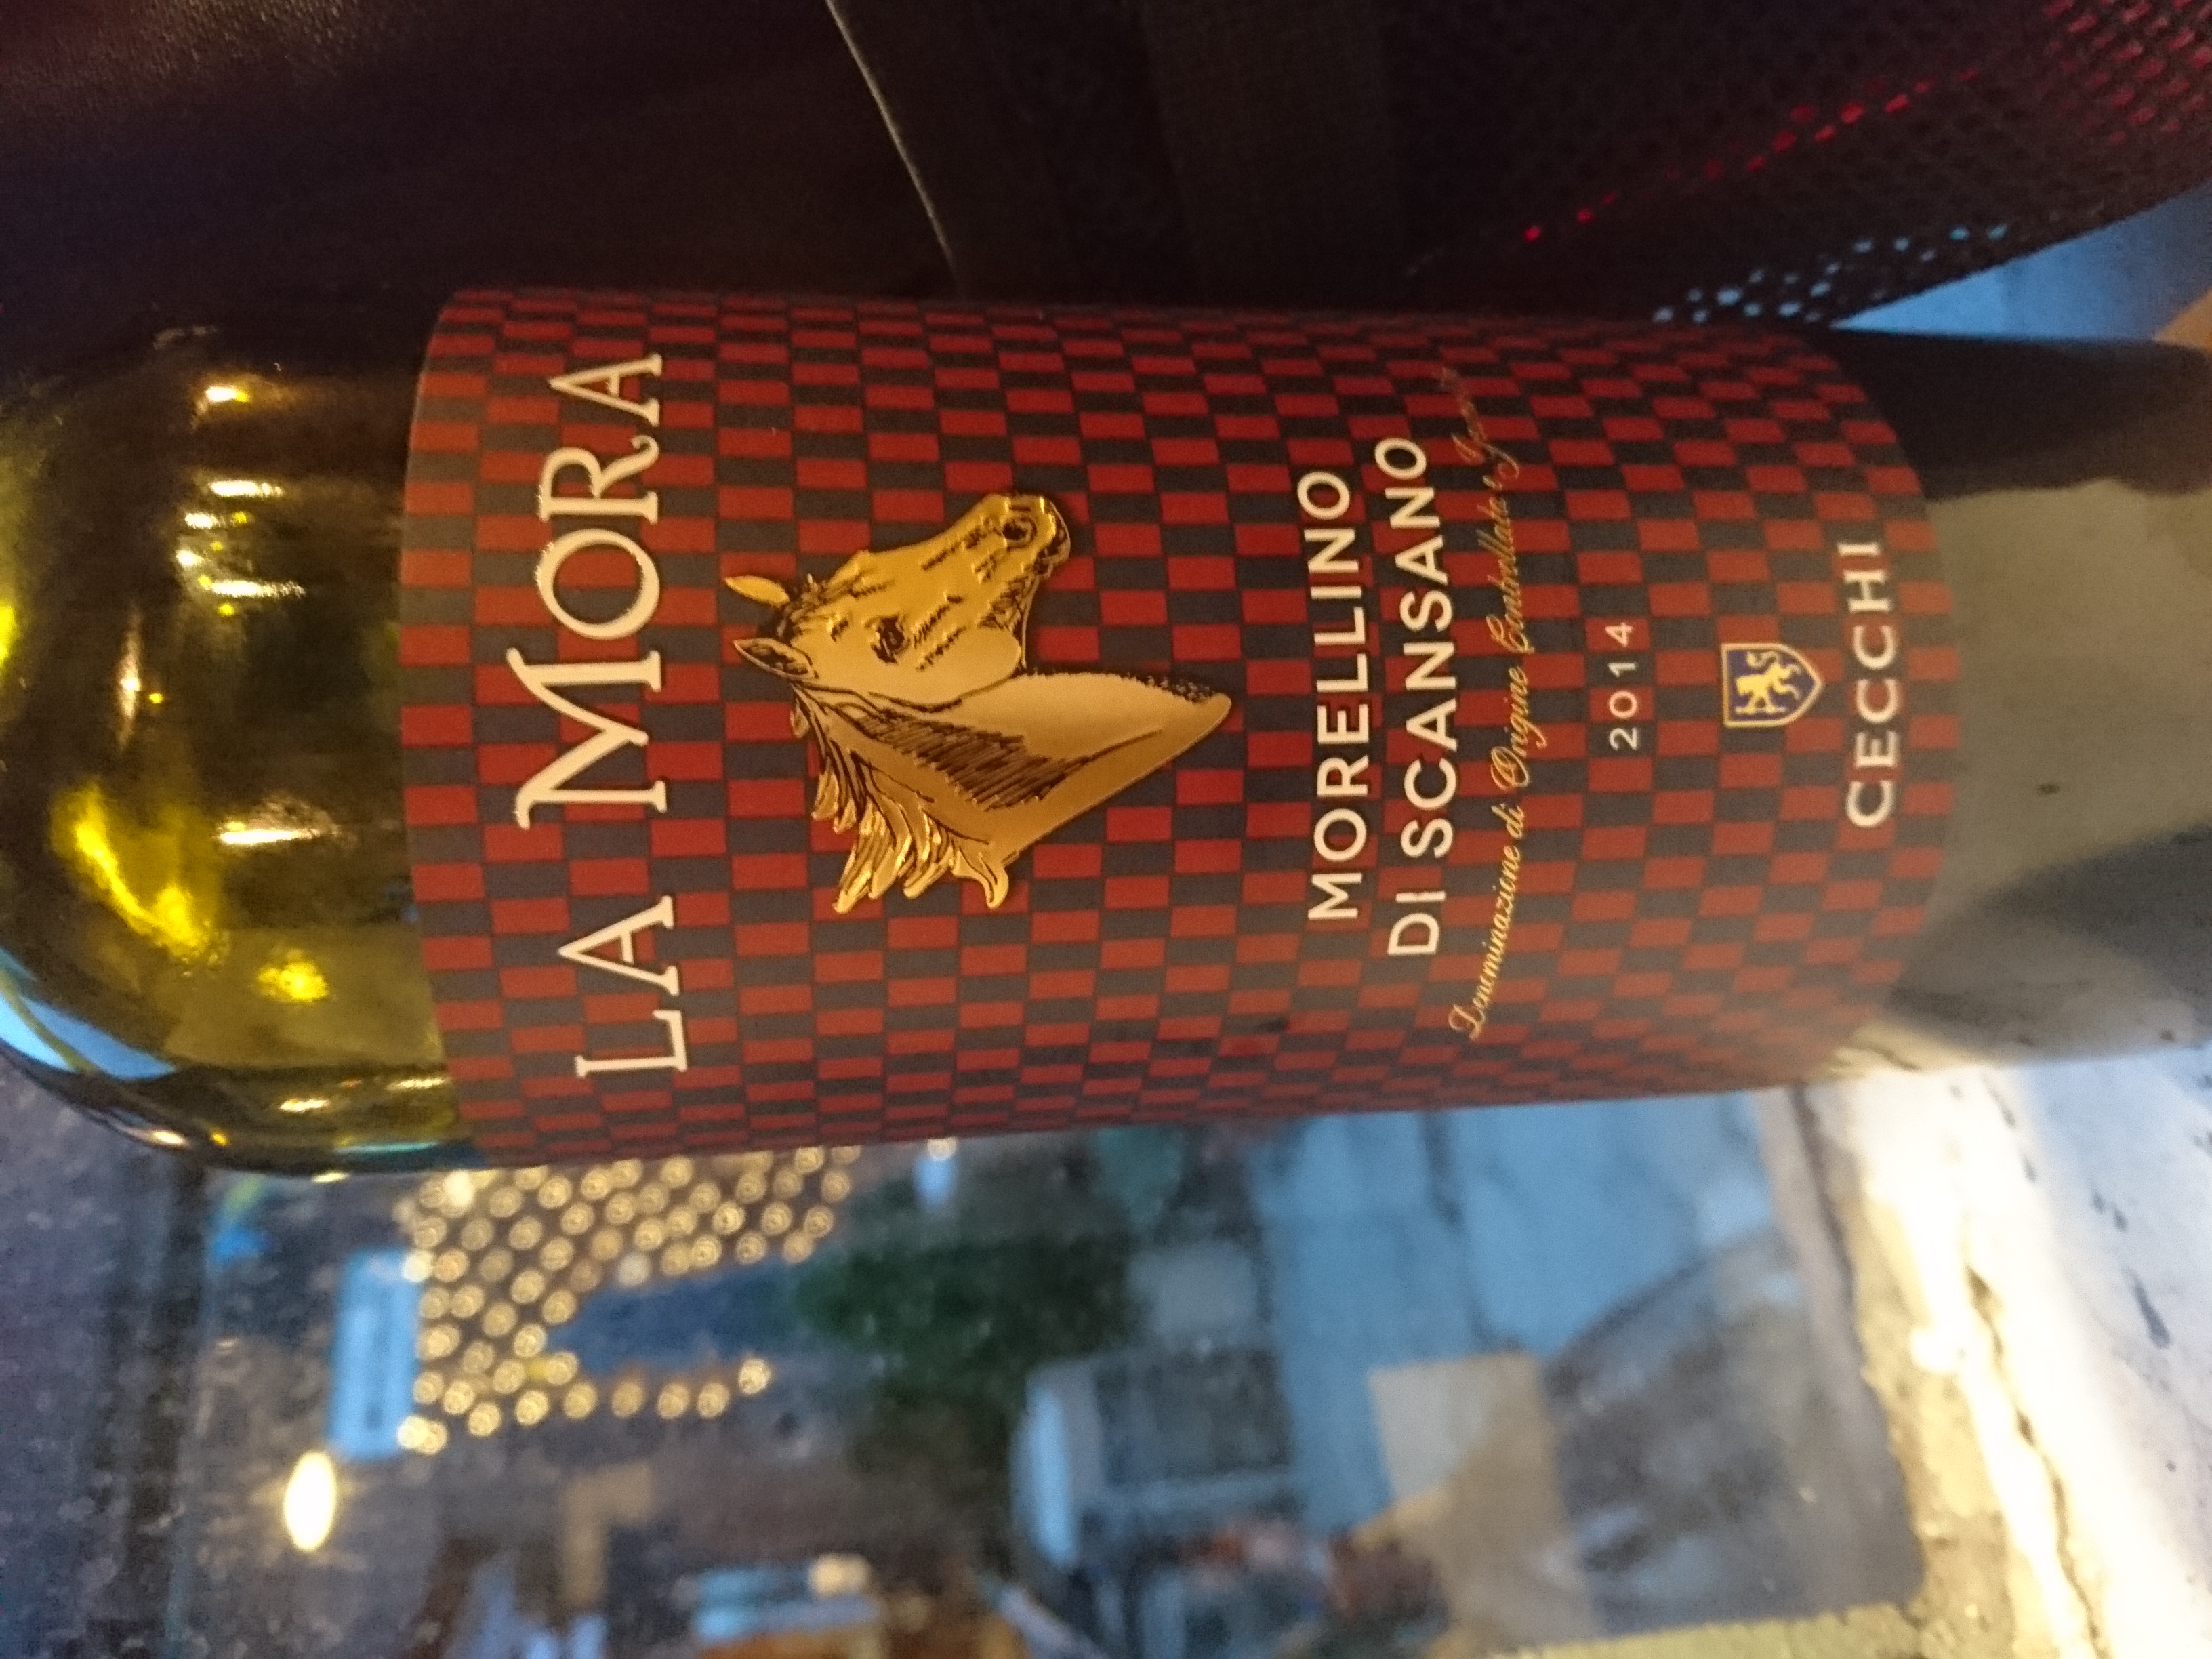 LA MORA
MORELLINO
DI SCANSANO
Denominazione di Origine Controllata e Garantita
2014
CECCHI